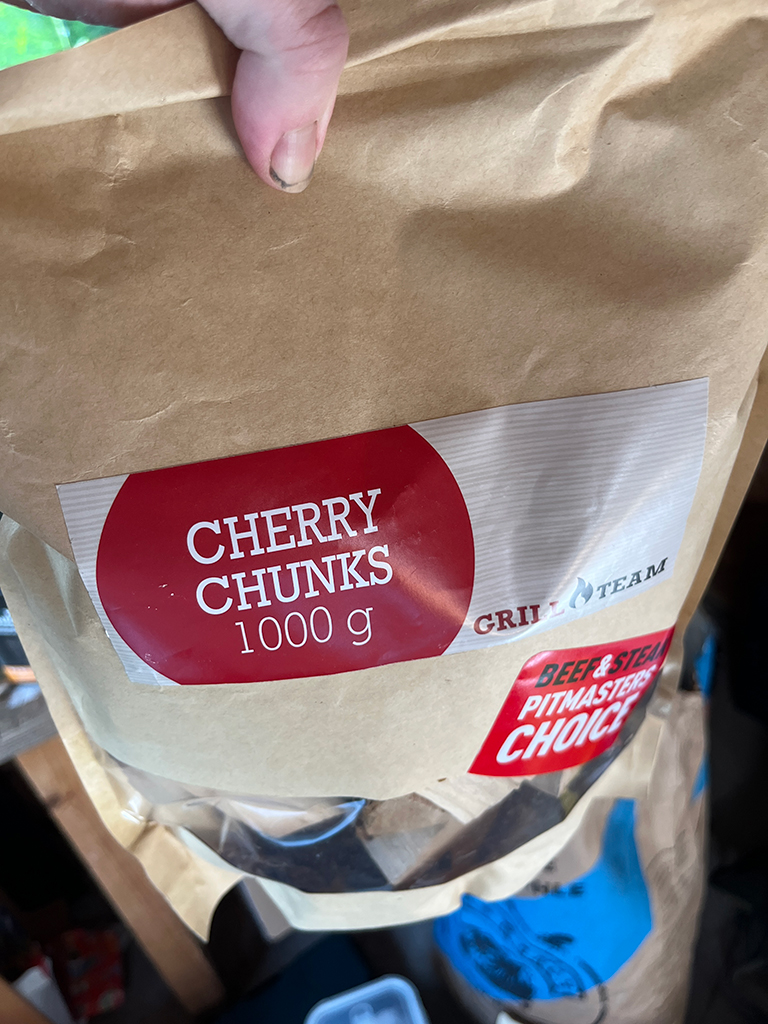 CHERRY
CHUNKS
1000 g
GRILL TEAM
BEEF&STEAK
PITMASTERS
CHOICE